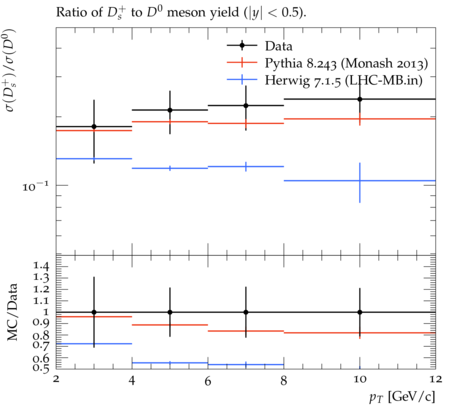 Ratio of D_s^+ to D^0 meson yield (|y| < 0.5).
σ(D_s^+)/σ(D^0)
Data
Pythia 8.243 (Monash 2013)
Herwig 7.1.5 (LHC-MB.in)
10^−1
MC/Data
1.4
1.3
1.2
1.1
1
0.9
0.8
0.7
0.6
0.5
2 4 6 8 10 12
p_T [GeV/c]